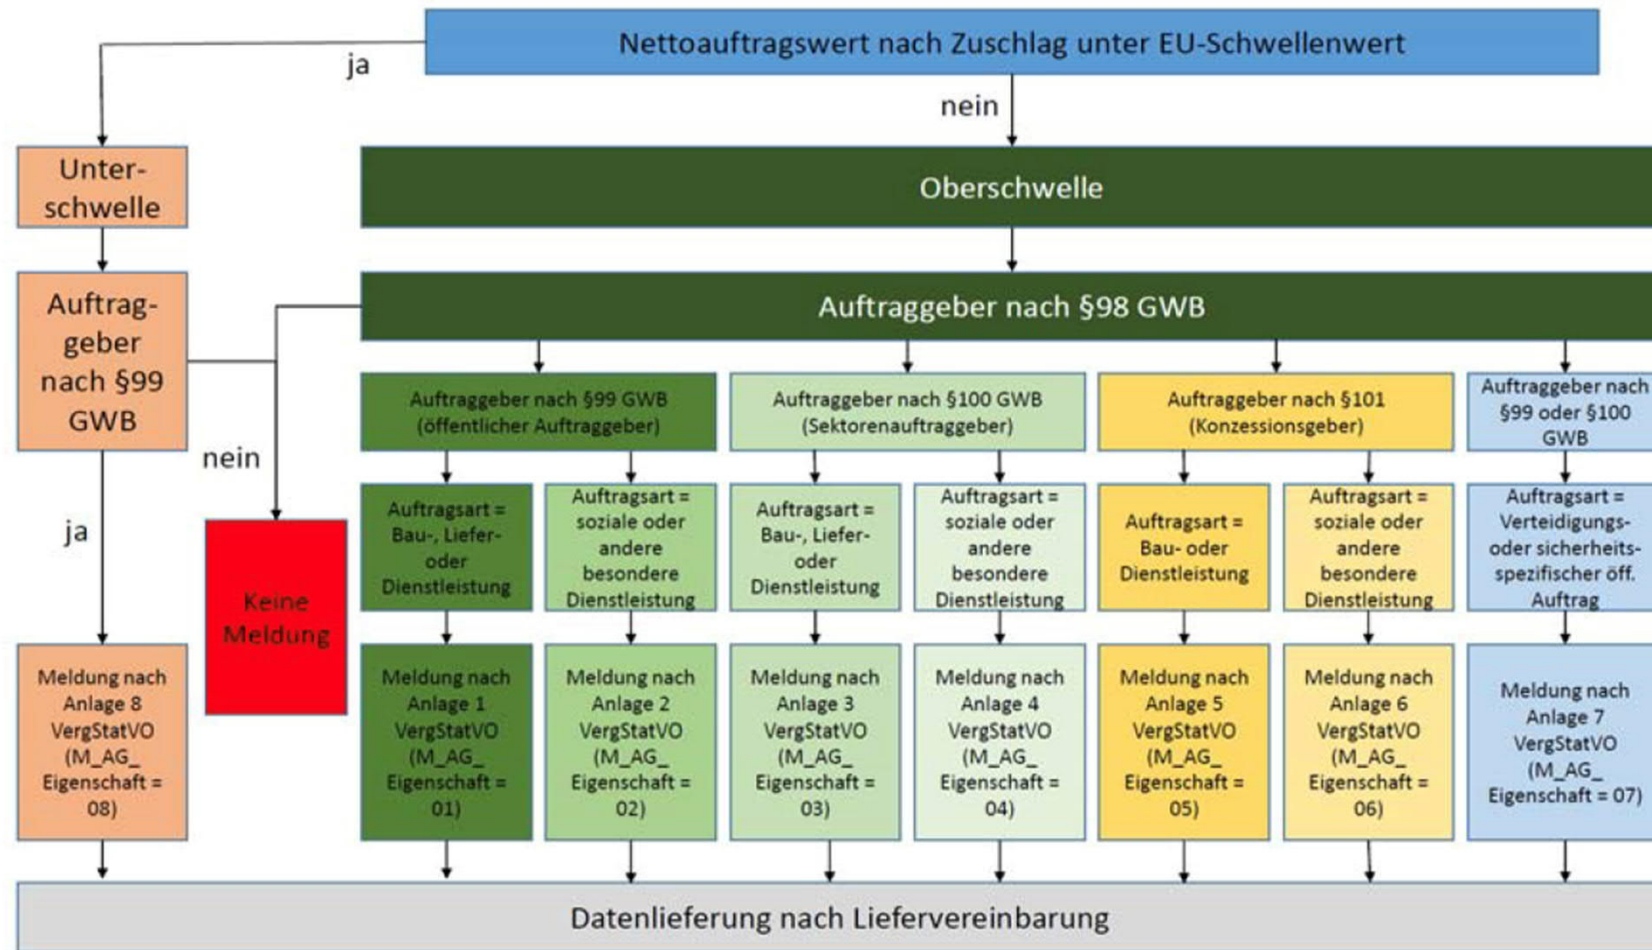 Nettoauftragswert nach Zuschlag unter EU-Schwellenwert
ja
nein
Unter-
schwelle
Oberschwelle
Auftrag-
geber
nach §99
GWB
Auftraggeber nach §98 GWB
nein
ja
Keine
Meldung
Auftraggeber nach §99 GWB
(öffentlicher Auftraggeber)
Auftraggeber nach §100 GWB
(Sektorenauftraggeber)
Auftraggeber nach §101
(Konzessionsgeber)
Auftraggeber nach
§99 oder §100
GWB
Auftragsart =
Bau-, Liefer-
oder
Dienstleistung
Auftragsart =
soziale oder
andere
besondere
Dienstleistung
Auftragsart =
Bau-, Liefer-
oder
Dienstleistung
Auftragsart =
soziale oder
andere
besondere
Dienstleistung
Auftragsart =
Bau- oder
Dienstleistung
Auftragsart =
soziale oder
andere
besondere
Dienstleistung
Auftragsart =
Verteidigungs-
oder sicherheits-
spezifischer öff.
Auftrag
Meldung nach
Anlage 8
VergStatVO
(M_AG_
Eigenschaft =
08)
Meldung nach
Anlage 1
VergStatVO
(M_AG_
Eigenschaft =
01)
Meldung nach
Anlage 2
VergStatVO
(M_AG_
Eigenschaft =
02)
Meldung nach
Anlage 3
VergStatVO
(M_AG_
Eigenschaft =
03)
Meldung nach
Anlage 4
VergStatVO
(M_AG_
Eigenschaft =
04)
Meldung nach
Anlage 5
VergStatVO
(M_AG_
Eigenschaft =
05)
Meldung nach
Anlage 6
VergStatVO
(M_AG_
Eigenschaft =
06)
Meldung nach
Anlage 7
VergStatVO
(M_AG_
Eigenschaft = 07)
Datenlieferung nach Liefervereinbarung